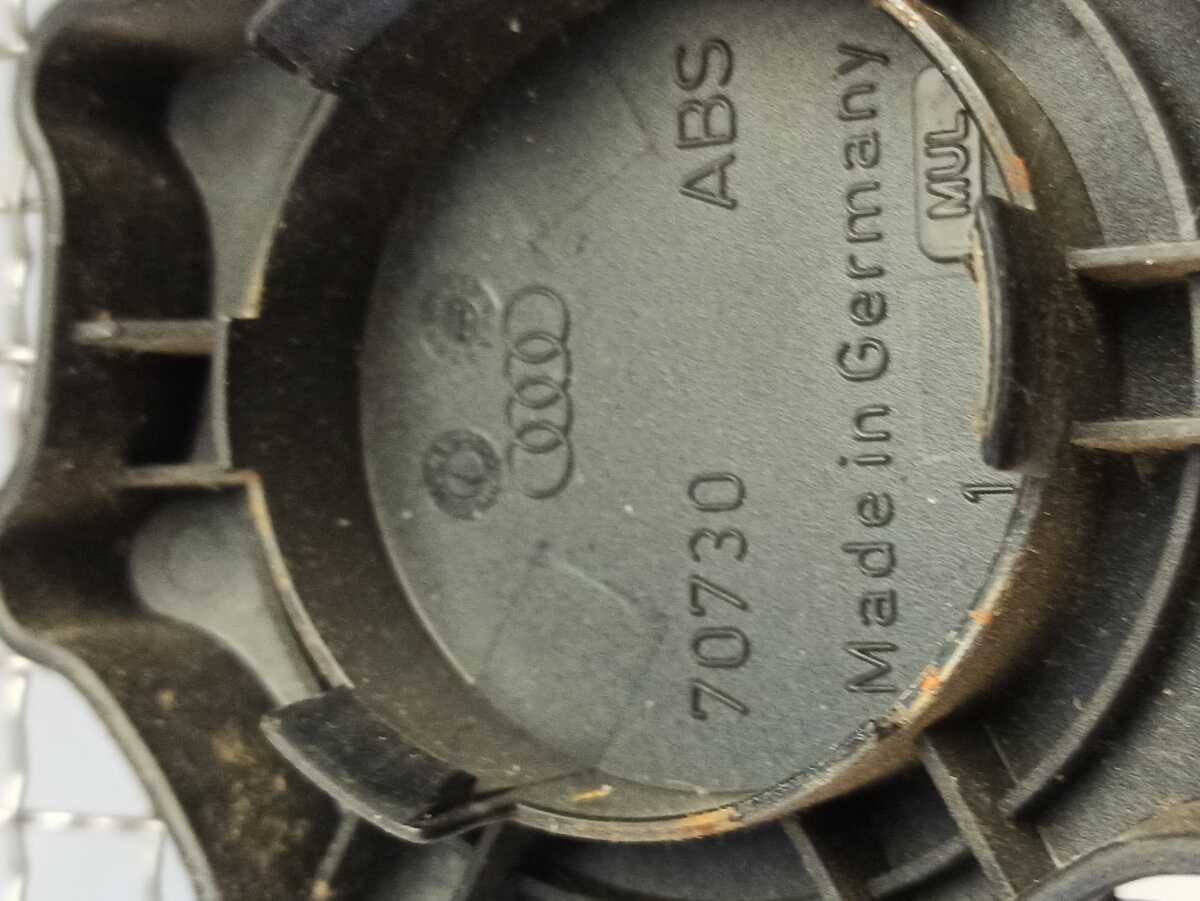 70730 ABS
Made in Germany
1 MUL